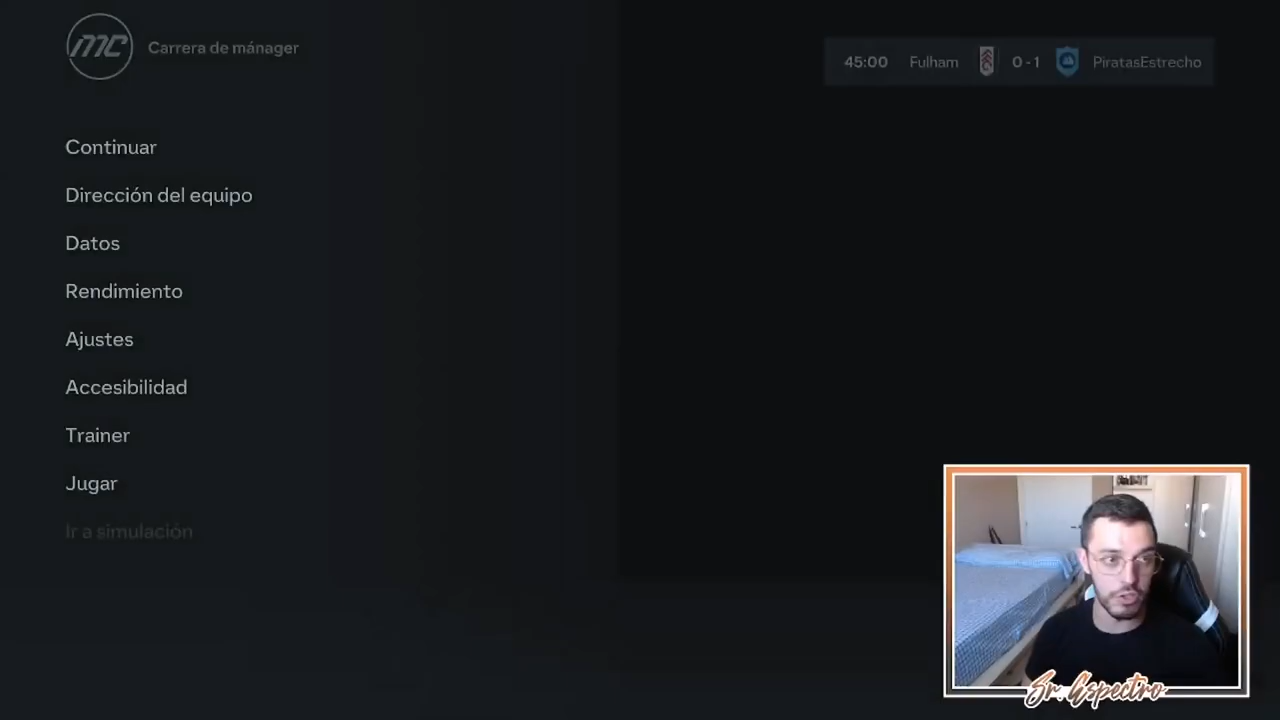 MC
Carrera de mánager
45:00 Fulham 0 - 1 PiratasEstrecho
Continuar
Dirección del equipo
Datos
Rendimiento
Ajustes
Accesibilidad
Trainer
Jugar
Ir a simulación
Sr. Espectro